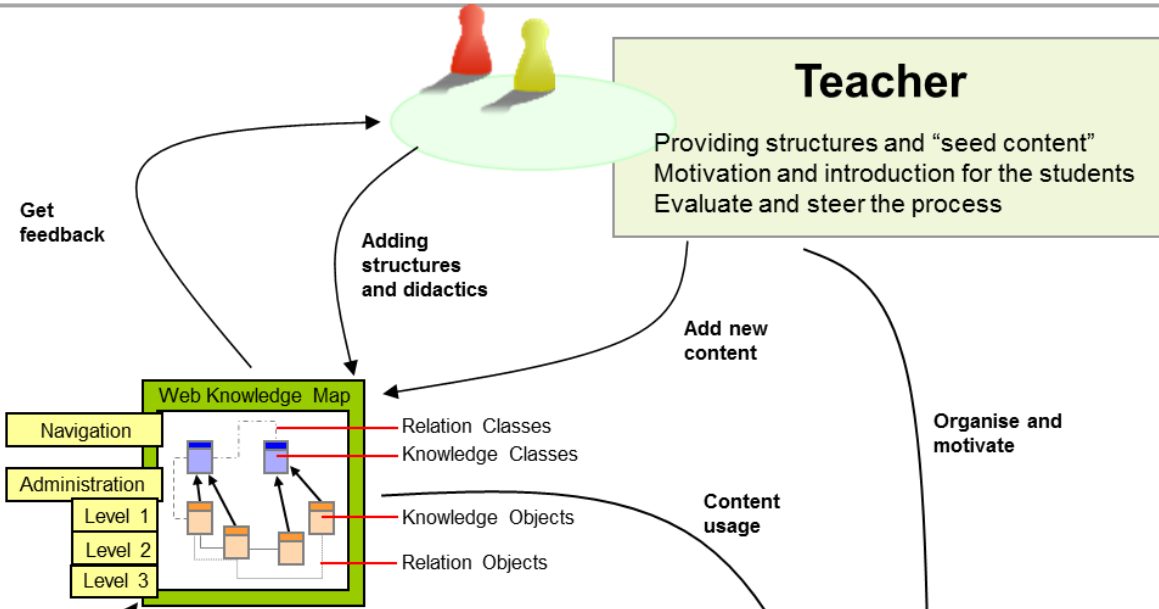 Teacher
Providing structures and “seed content”
Motivation and introduction for the students
Evaluate and steer the process
Get
feedback
Adding
structures
and didactics
Add new
content
Organise and
motivate
Web Knowledge Map
Navigation
Administration
Level 1
Level 2
Level 3
Relation Classes
Knowledge Classes
Knowledge Objects
Relation Objects
Content
usage